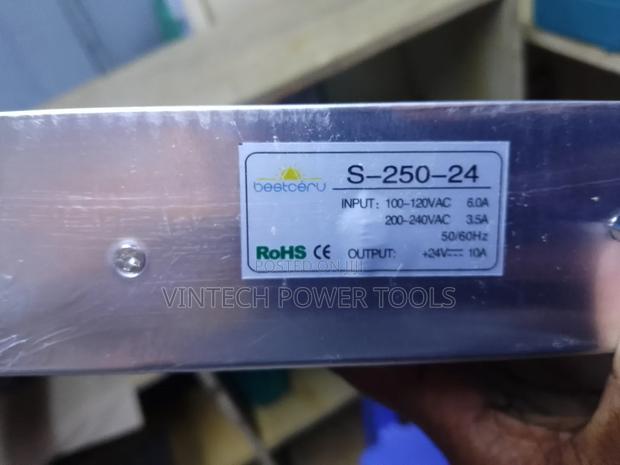 bestceru
S-250-24
INPUT: 100-120VAC 6.0A
200-240VAC 3.5A
50/60Hz
RoHS CE OUTPUT: +24V⎓ 10A
POSTED ON JIJI
VINTECH POWER TOOLS